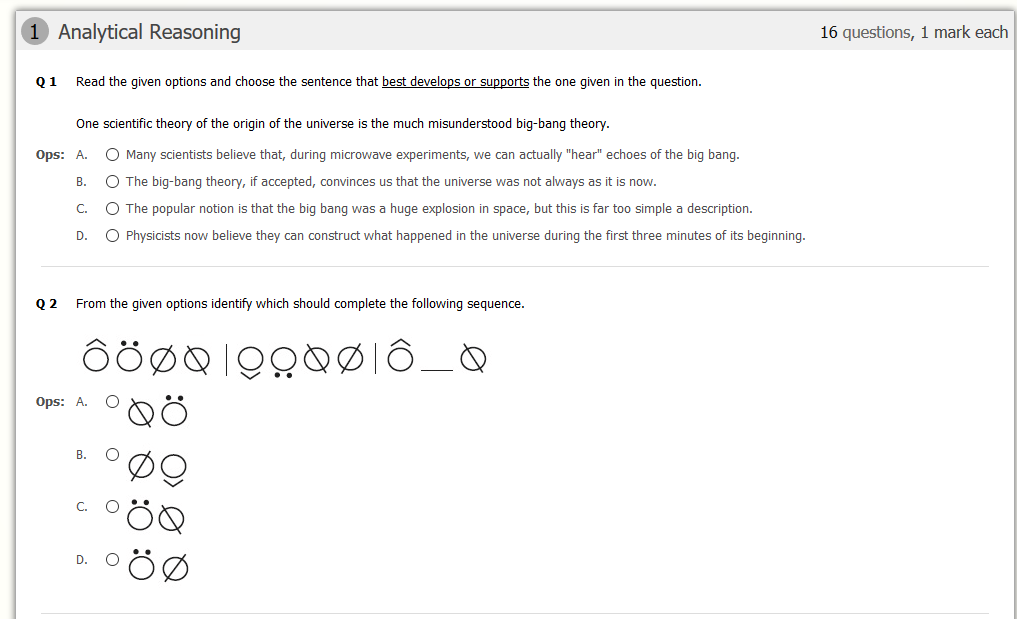 1 Analytical Reasoning 16 questions, 1 mark each
Q 1 Read the given options and choose the sentence that best develops or supports the one given in the question.
One scientific theory of the origin of the universe is the much misunderstood big-bang theory.
Ops: A. Many scientists believe that, during microwave experiments, we can actually "hear" echoes of the big bang.
B. The big-bang theory, if accepted, convinces us that the universe was not always as it is now.
C. The popular notion is that the big bang was a huge explosion in space, but this is far too simple a description.
D. Physicists now believe they can construct what happened in the universe during the first three minutes of its beginning.
Q 2 From the given options identify which should complete the following sequence.
Ops: A.
B.
C.
D.